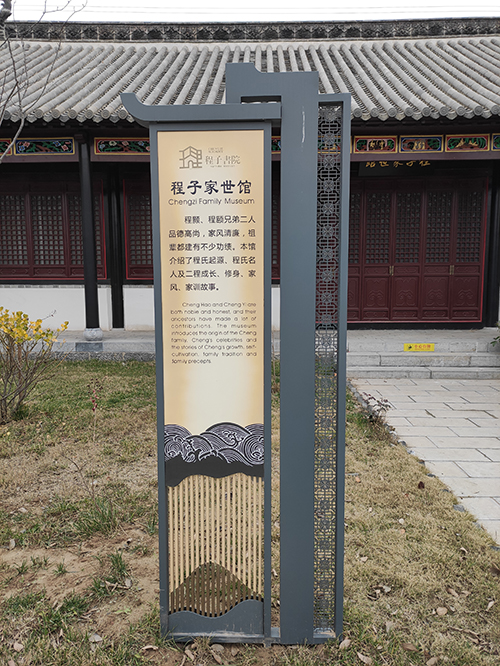 程子書院
程子家世馆
Chengzi Family Museum
程颢、程颐兄弟二人
品德高尚，家风清廉，祖
辈都建有不少功绩。本馆
介绍了程氏起源、程氏名
人及二程成长、修身、家
风、家训故事。
Cheng Hao and Cheng Yi are
both noble and honest, and their
ancestors have made a lot of
contributions. The museum
introduces the origin of the Cheng
family, Cheng's celebrities and
the stories of Cheng's growth, self-
cultivation, family tradition and
family precepts.